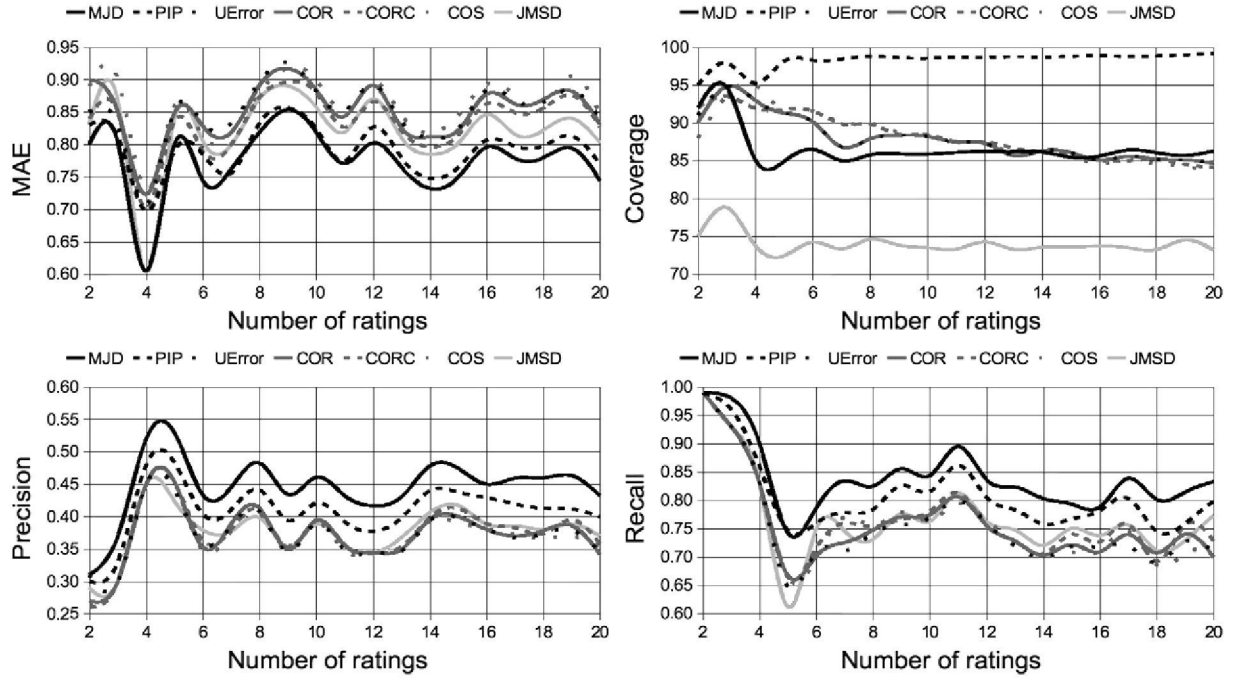 MJD PIP UError COR CORC COS JMSD
0.95
0.90
0.85
0.80
0.75
0.70
0.65
0.60
MAE
2 4 6 8 10 12 14 16 18 20
Number of ratings
MJD PIP UError COR CORC COS JMSD
100
95
90
85
80
75
70
Coverage
2 4 6 8 10 12 14 16 18 20
Number of ratings
MJD PIP UError COR CORC COS JMSD
0.60
0.55
0.50
0.45
0.40
0.35
0.30
0.25
Precision
2 4 6 8 10 12 14 16 18 20
Number of ratings
MJD PIP UError COR CORC COS JMSD
1.00
0.95
0.90
0.85
0.80
0.75
0.70
0.65
0.60
Recall
2 4 6 8 10 12 14 16 18 20
Number of ratings